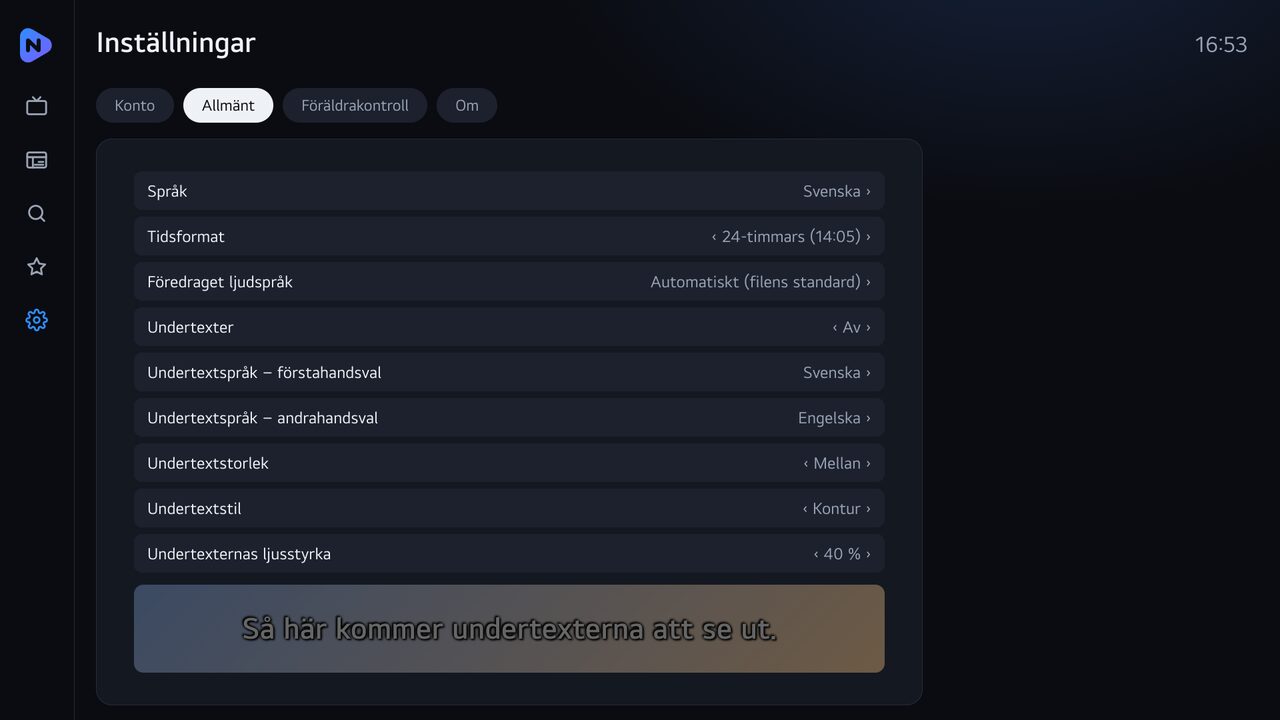 N
Inställningar
16:53
Konto
Allmänt
Föräldrakontroll
Om
Språk
Svenska ›
Tidsformat
‹ 24-timmars (14:05) ›
Föredraget ljudspråk
Automatiskt (filens standard) ›
Undertexter
‹ Av ›
Undertextspråk – förstahandsval
Svenska ›
Undertextspråk – andrahandsval
Engelska ›
Undertextstorlek
‹ Mellan ›
Undertextstil
‹ Kontur ›
Undertexternas ljusstyrka
‹ 40 % ›
Så här kommer undertexterna att se ut.